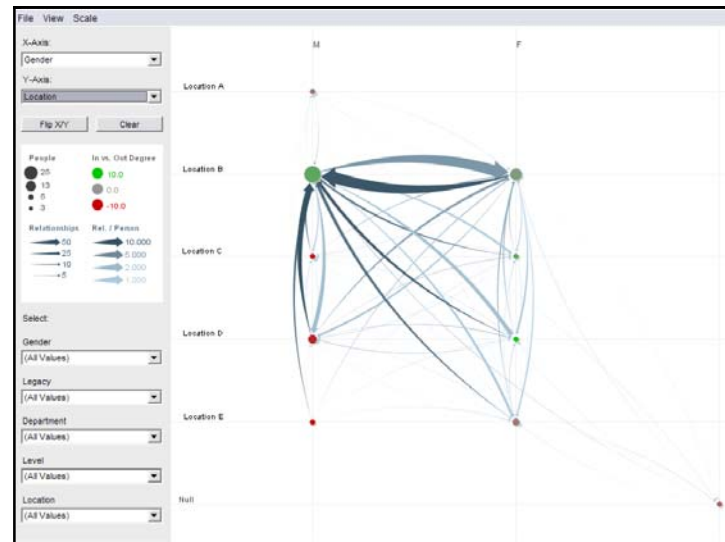 File View Scale
X-Axis:
Gender
Y-Axis:
Location
Flip X/Y Clear
People In vs. Out Degree
25 10.0
13 0.0
8 -10.0
3
Relationships Rel. / Person
50 10.000
25 5.000
10 2.000
5 1.000
Select:
Gender
(All Values)
Legacy
(All Values)
Department
(All Values)
Level
(All Values)
Location
(All Values)
M F
Location A
Location B
Location C
Location D
Location E
Null